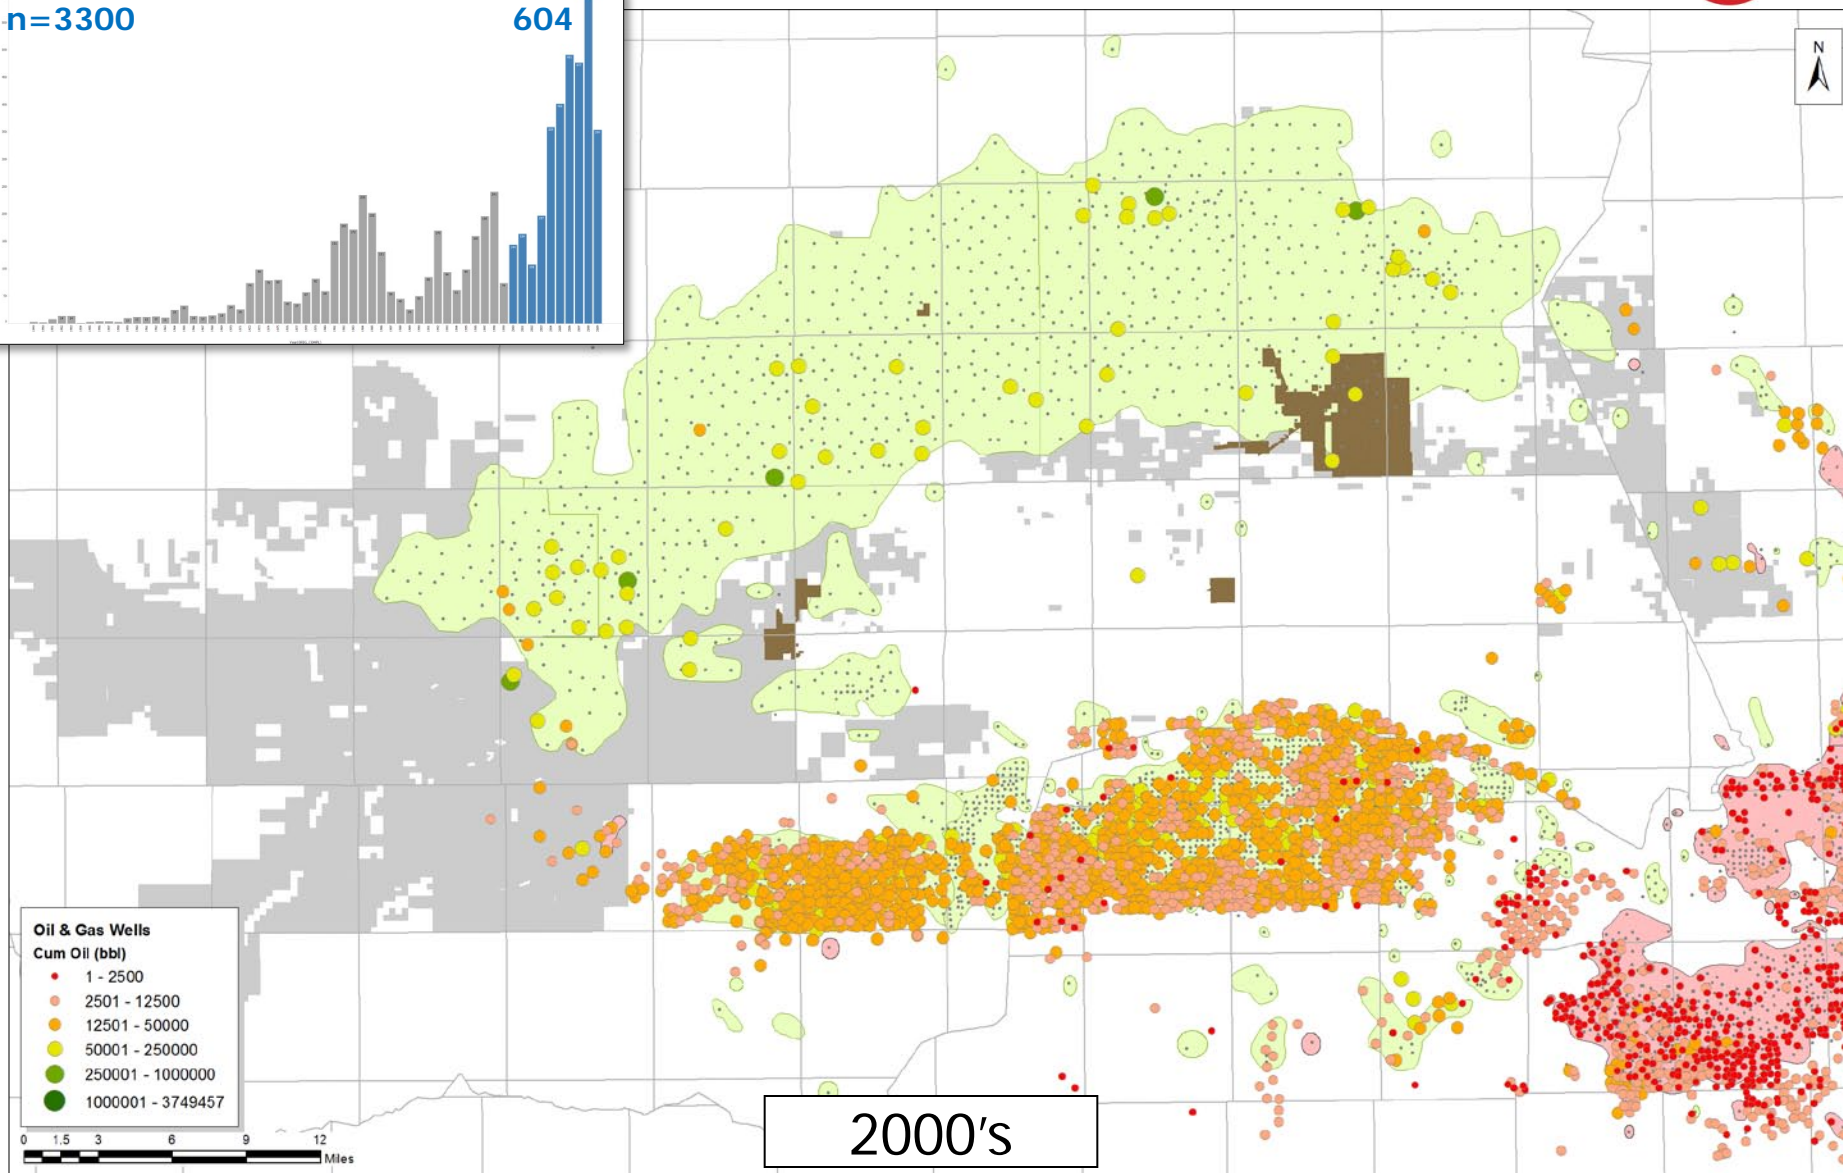 n=3300
604
N
Oil & Gas Wells
Cum Oil (bbl)
1 - 2500
2501 - 12500
12501 - 50000
50001 - 250000
250001 - 1000000
1000001 - 3749457
0 1.5 3 6 9 12
Miles
2000's